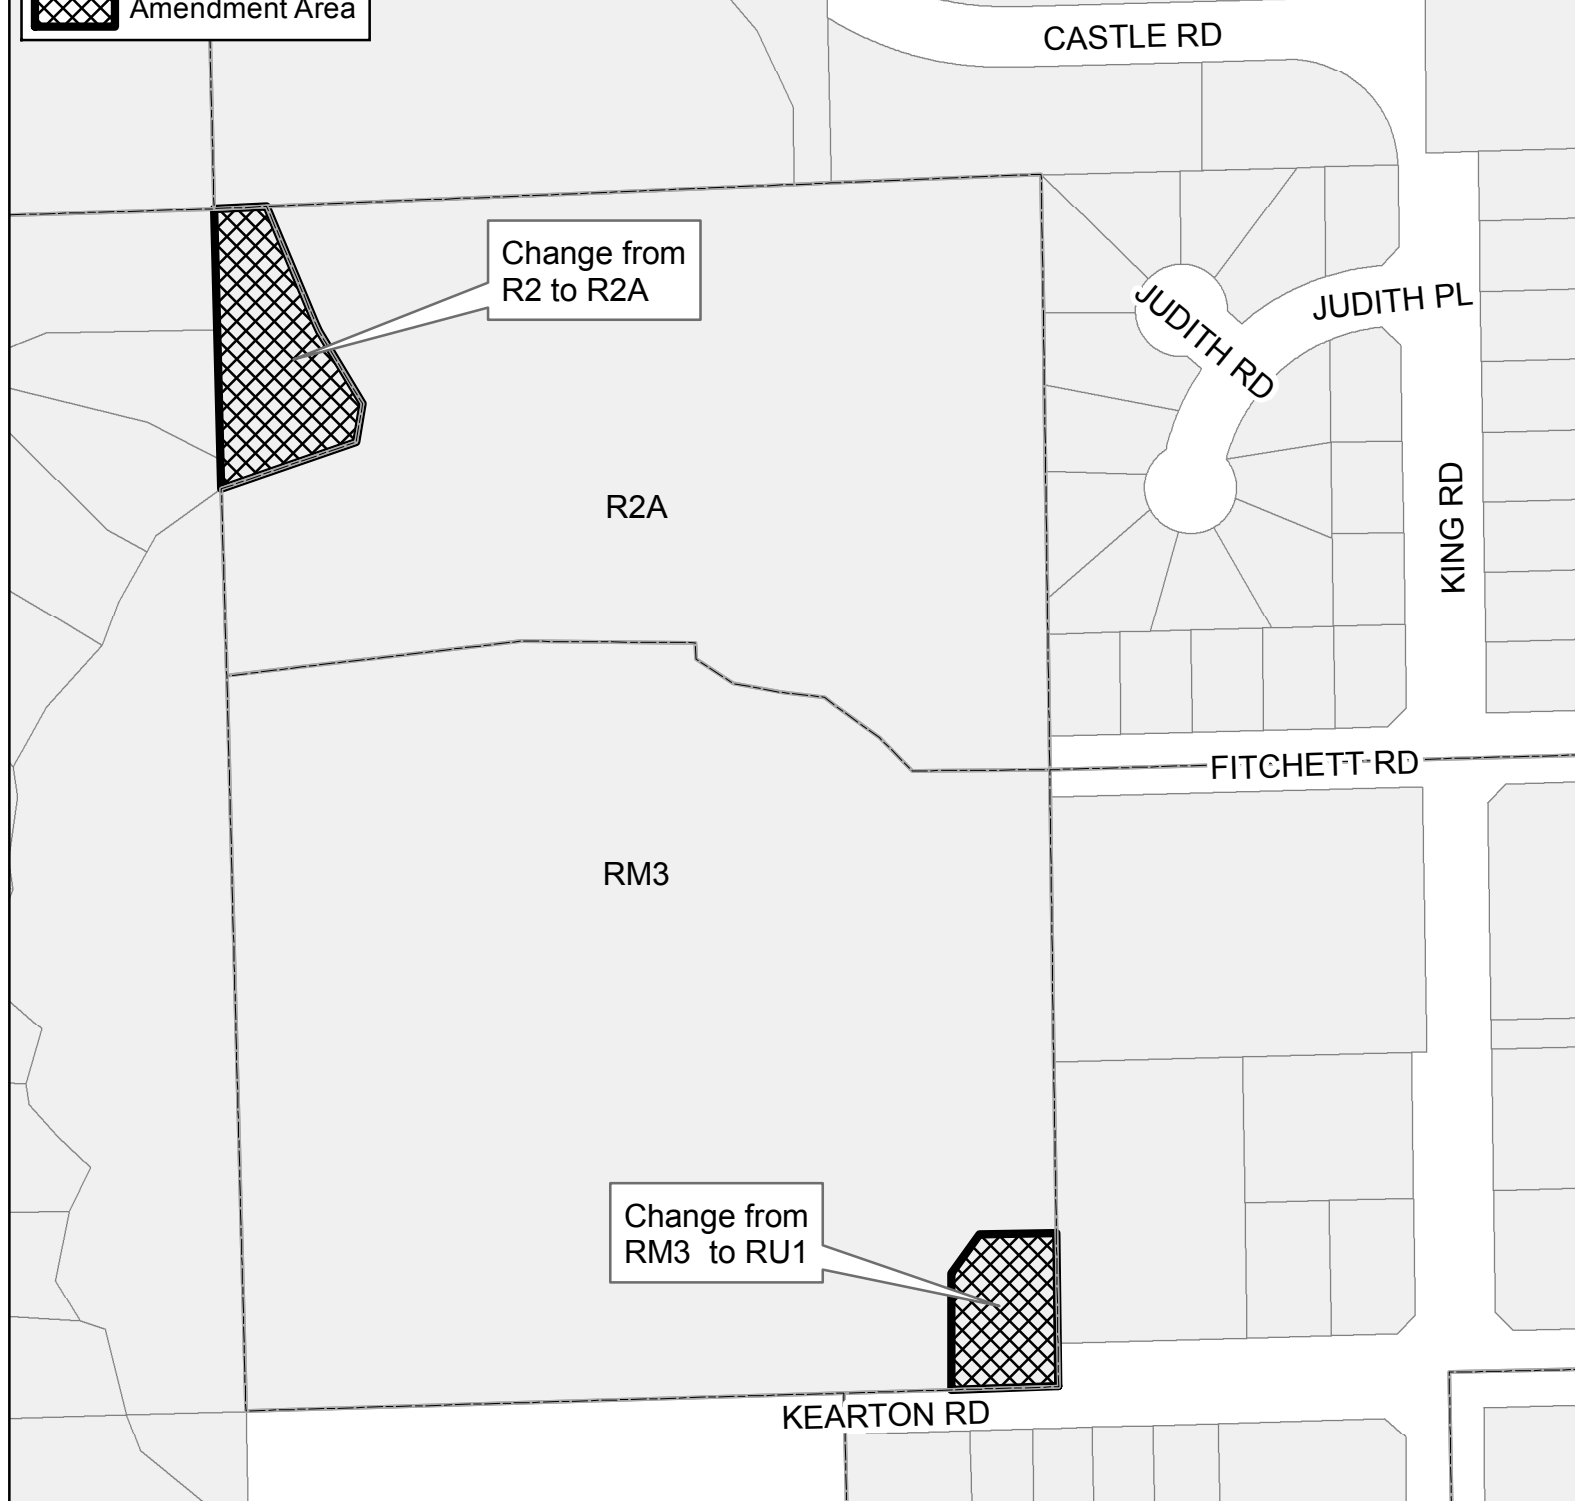 Amendment Area
CASTLE RD
Change from
R2 to R2A
JUDITH PL
JUDITH RD
R2A
KING RD
FITCHETT RD
RM3
Change from
RM3 to RU1
KEARTON RD